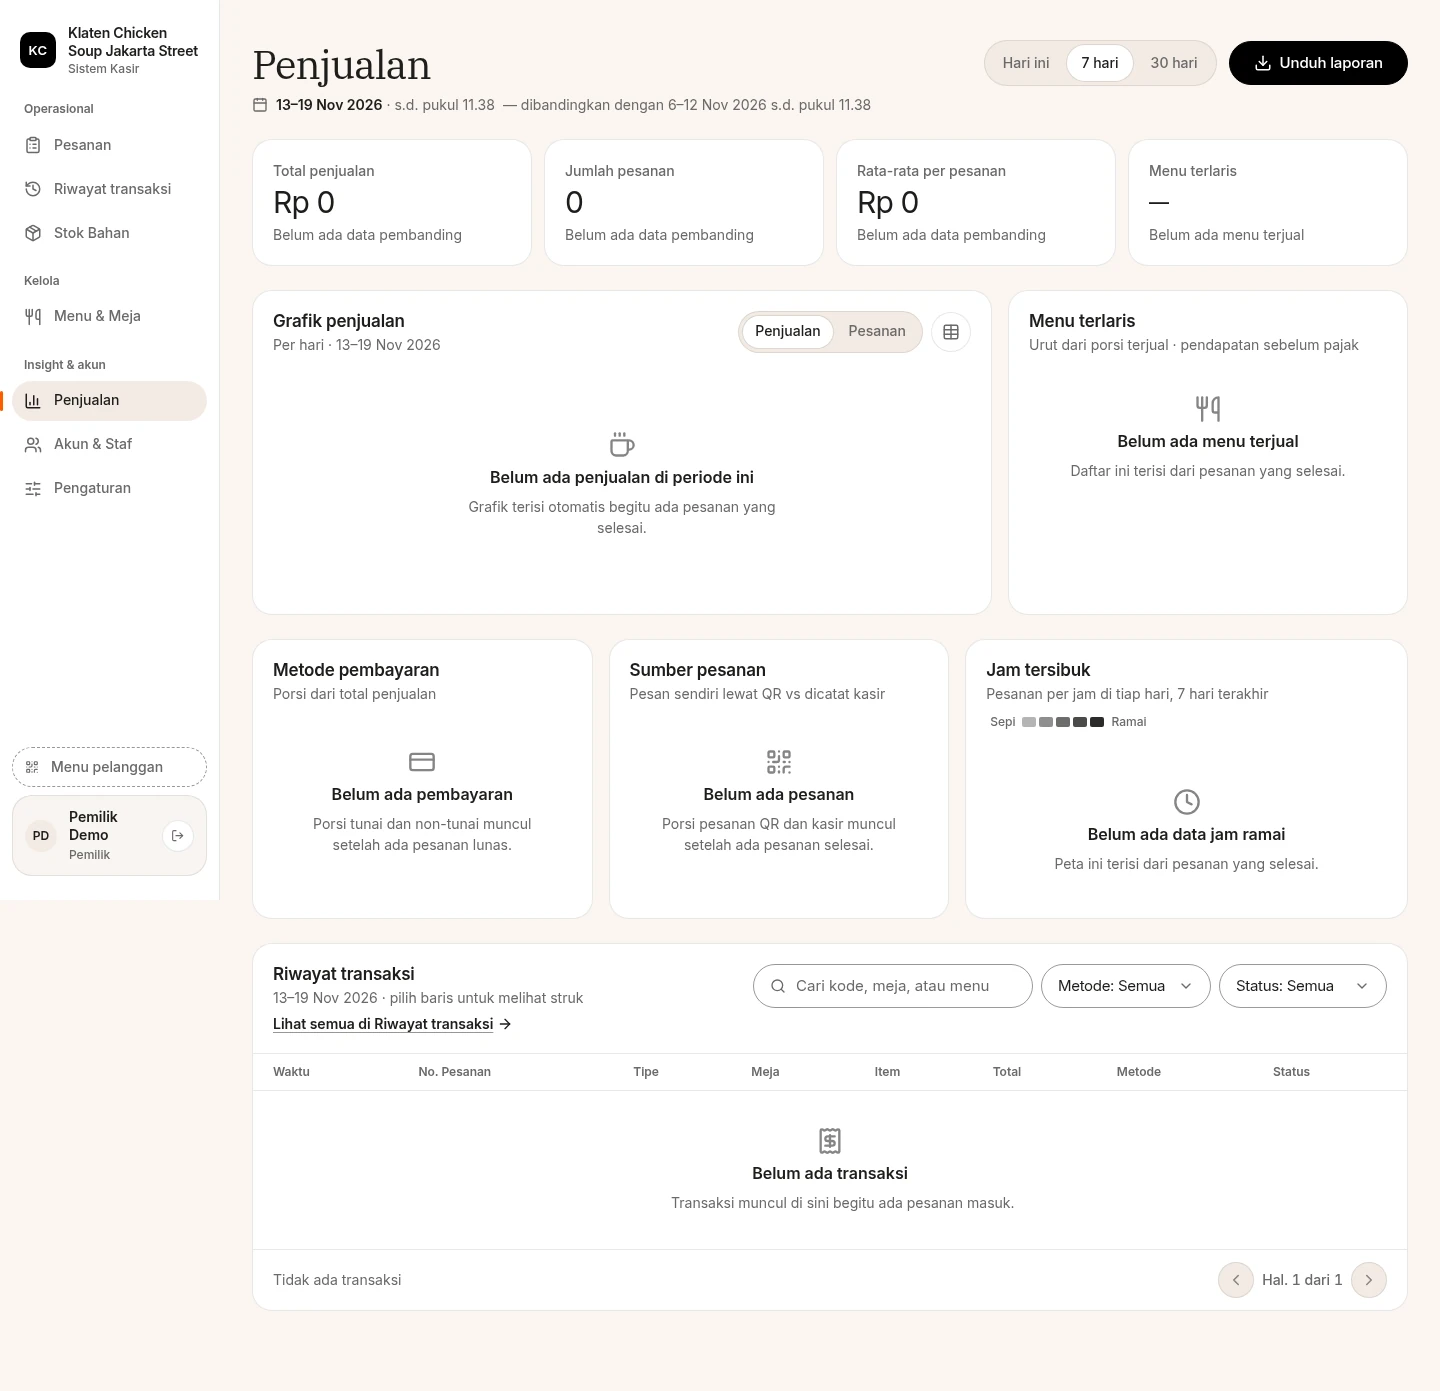 KC
Klaten Chicken
Soup Jakarta Street
Sistem Kasir
Operasional
Pesanan
Riwayat transaksi
Stok Bahan
Kelola
Menu & Meja
Insight & akun
Penjualan
Akun & Staf
Pengaturan
Menu pelanggan
PD
Pemilik
Demo
Pemilik
Penjualan
13–19 Nov 2026 · s.d. pukul 11.38 — dibandingkan dengan 6–12 Nov 2026 s.d. pukul 11.38
Hari ini
7 hari
30 hari
Unduh laporan
Total penjualan
Rp 0
Belum ada data pembanding
Jumlah pesanan
0
Belum ada data pembanding
Rata-rata per pesanan
Rp 0
Belum ada data pembanding
Menu terlaris
—
Belum ada menu terjual
Grafik penjualan
Per hari · 13–19 Nov 2026
Penjualan
Pesanan
Belum ada penjualan di periode ini
Grafik terisi otomatis begitu ada pesanan yang
selesai.
Menu terlaris
Urut dari porsi terjual · pendapatan sebelum pajak
Belum ada menu terjual
Daftar ini terisi dari pesanan yang selesai.
Metode pembayaran
Porsi dari total penjualan
Belum ada pembayaran
Porsi tunai dan non-tunai muncul
setelah ada pesanan lunas.
Sumber pesanan
Pesan sendiri lewat QR vs dicatat kasir
Belum ada pesanan
Porsi pesanan QR dan kasir muncul
setelah ada pesanan selesai.
Jam tersibuk
Pesanan per jam di tiap hari, 7 hari terakhir
Sepi
Ramai
Belum ada data jam ramai
Peta ini terisi dari pesanan yang selesai.
Riwayat transaksi
13–19 Nov 2026 · pilih baris untuk melihat struk
Lihat semua di Riwayat transaksi
Cari kode, meja, atau menu
Metode: Semua
Status: Semua
Waktu
No. Pesanan
Tipe
Meja
Item
Total
Metode
Status
Belum ada transaksi
Transaksi muncul di sini begitu ada pesanan masuk.
Tidak ada transaksi
Hal. 1 dari 1